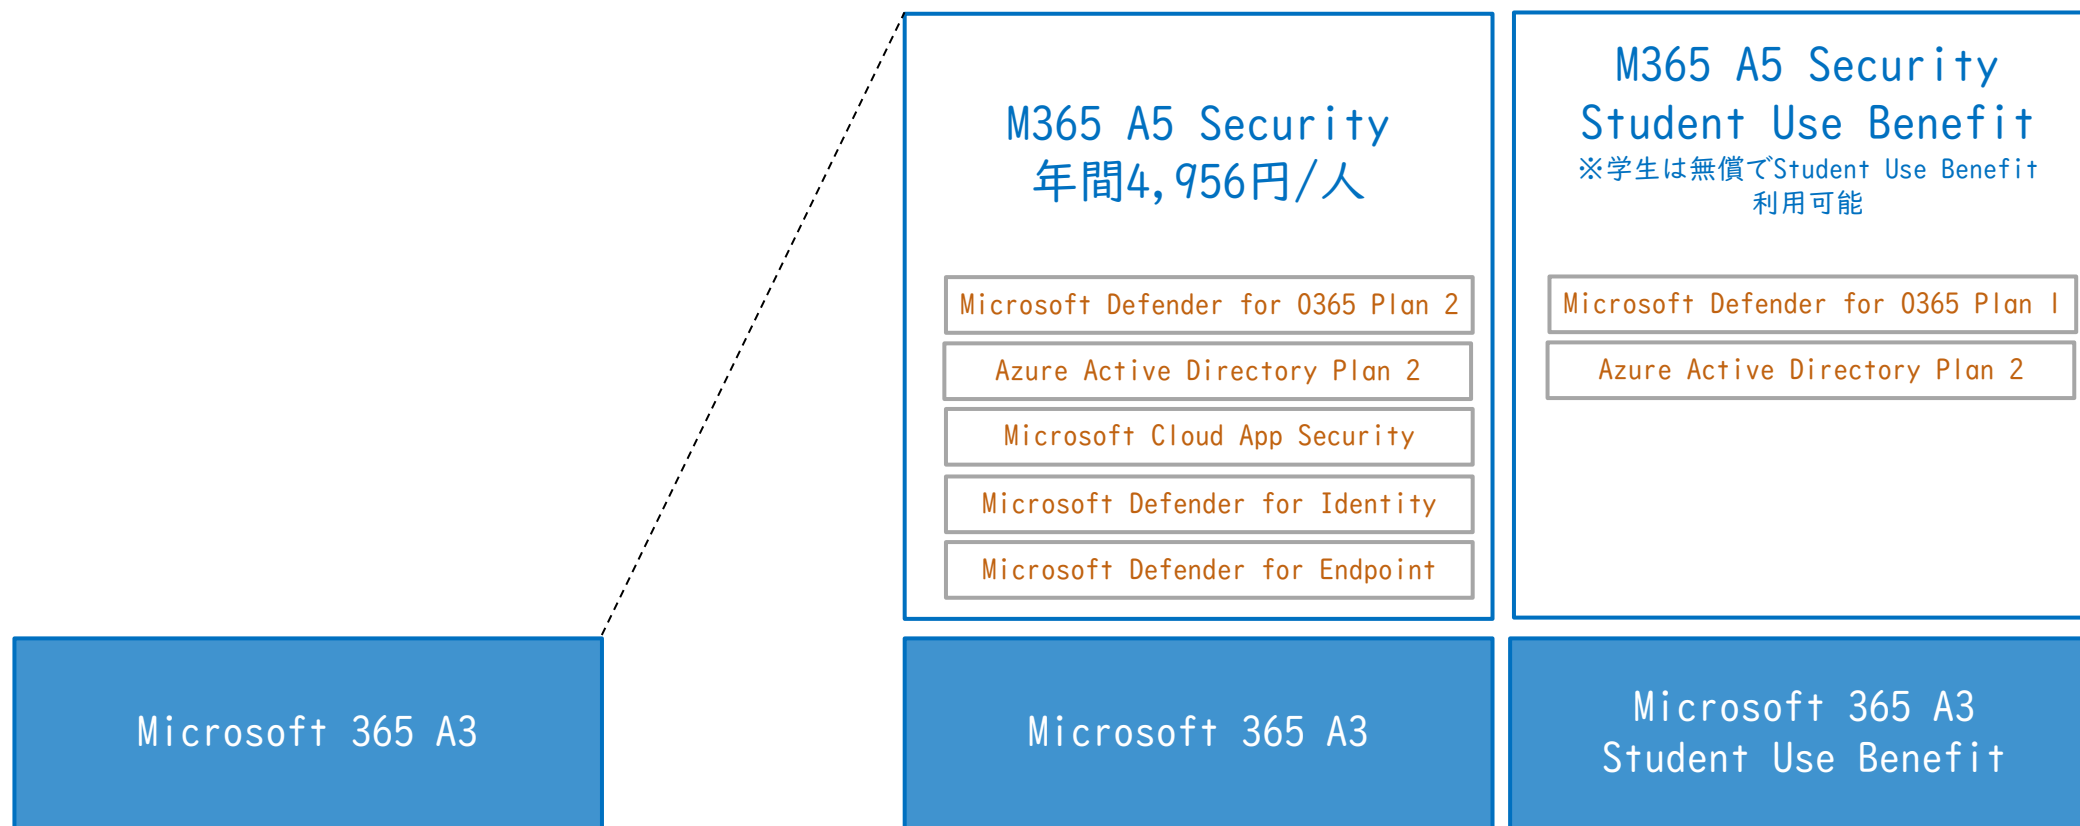 M365 A5 Security
年間4,956円/人
Microsoft Defender for O365 Plan 2
Azure Active Directory Plan 2
Microsoft Cloud App Security
Microsoft Defender for Identity
Microsoft Defender for Endpoint
M365 A5 Security
Student Use Benefit
※学生は無償でStudent Use Benefit
利用可能
Microsoft Defender for O365 Plan 1
Azure Active Directory Plan 2
Microsoft 365 A3
Microsoft 365 A3
Microsoft 365 A3
Student Use Benefit